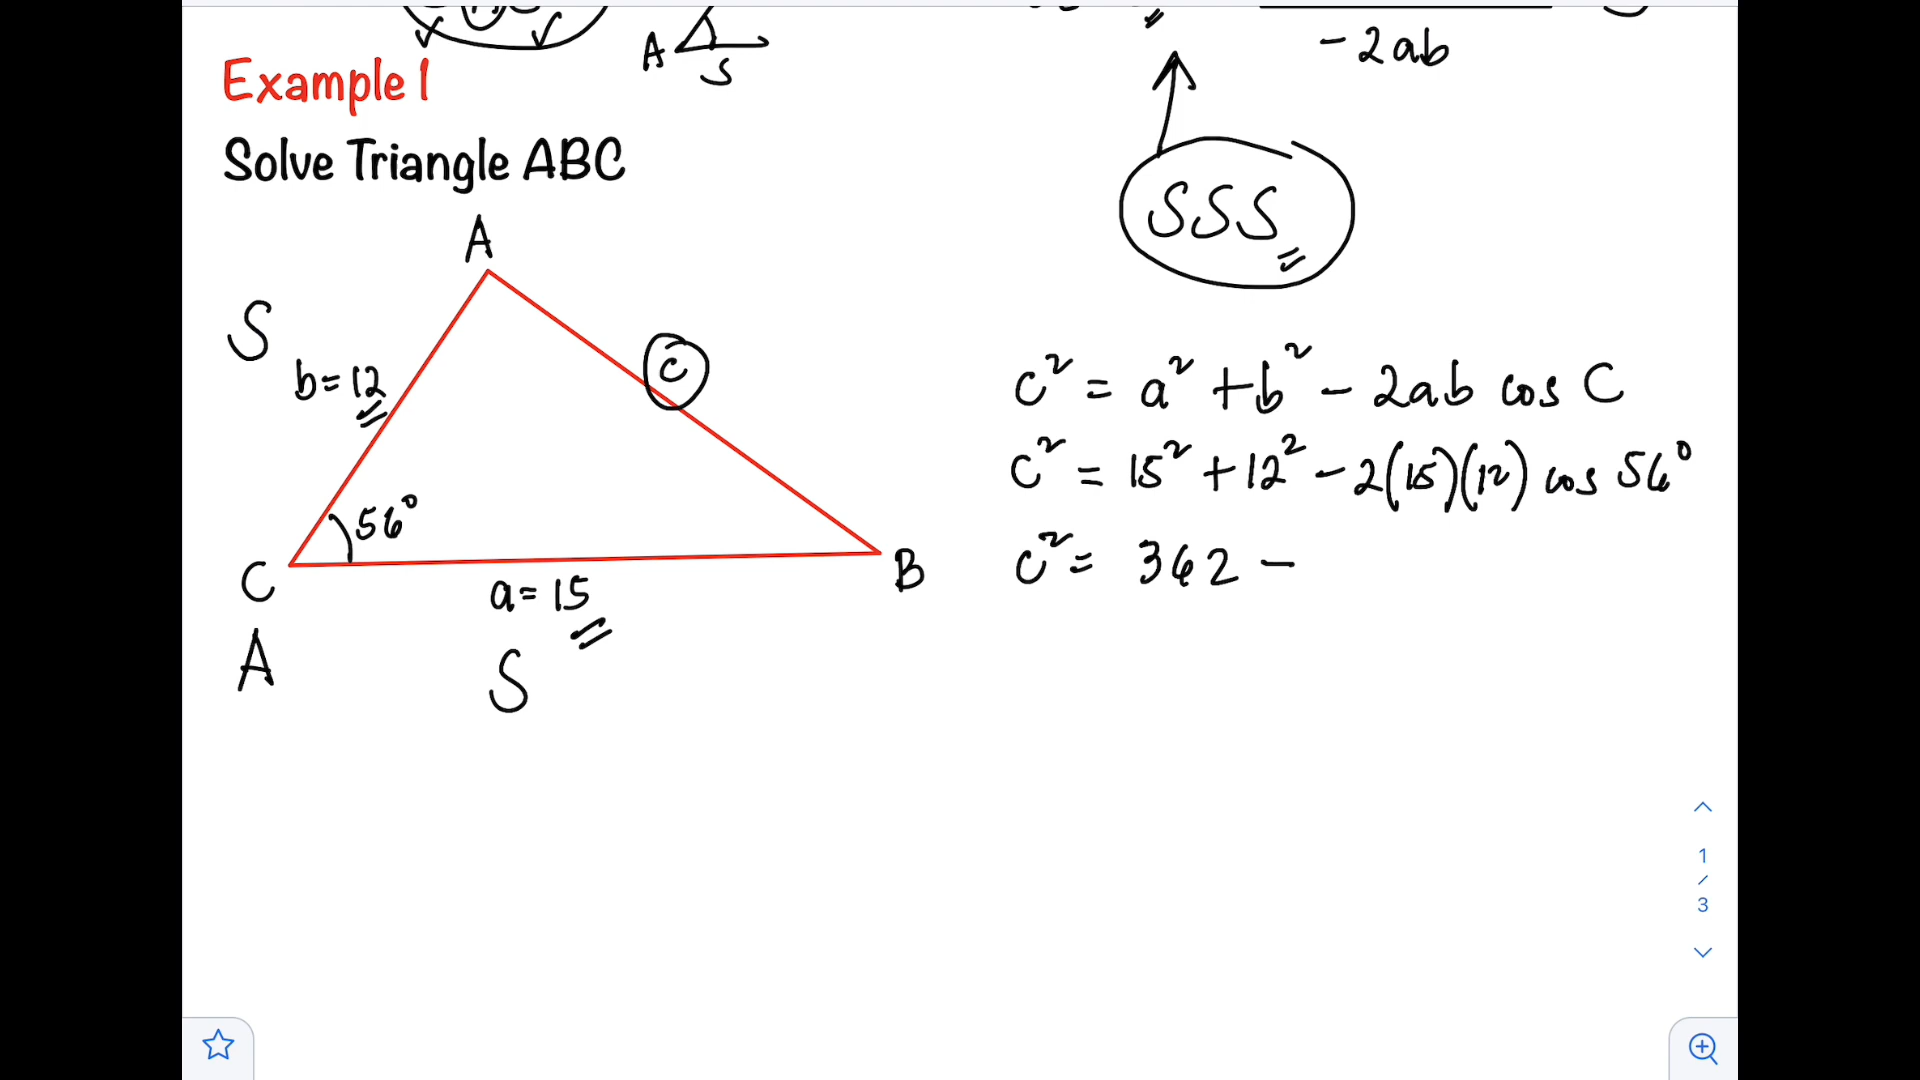 A
S
- 2ab
Example 1
Solve Triangle ABC
SSS
A
S
b = 12
c
56°
C
B
a = 15
A
S
c² = a² + b² - 2ab cos C
c² = 15² + 12² - 2(15)(12) cos 56°
c² = 362 -
1
/
3